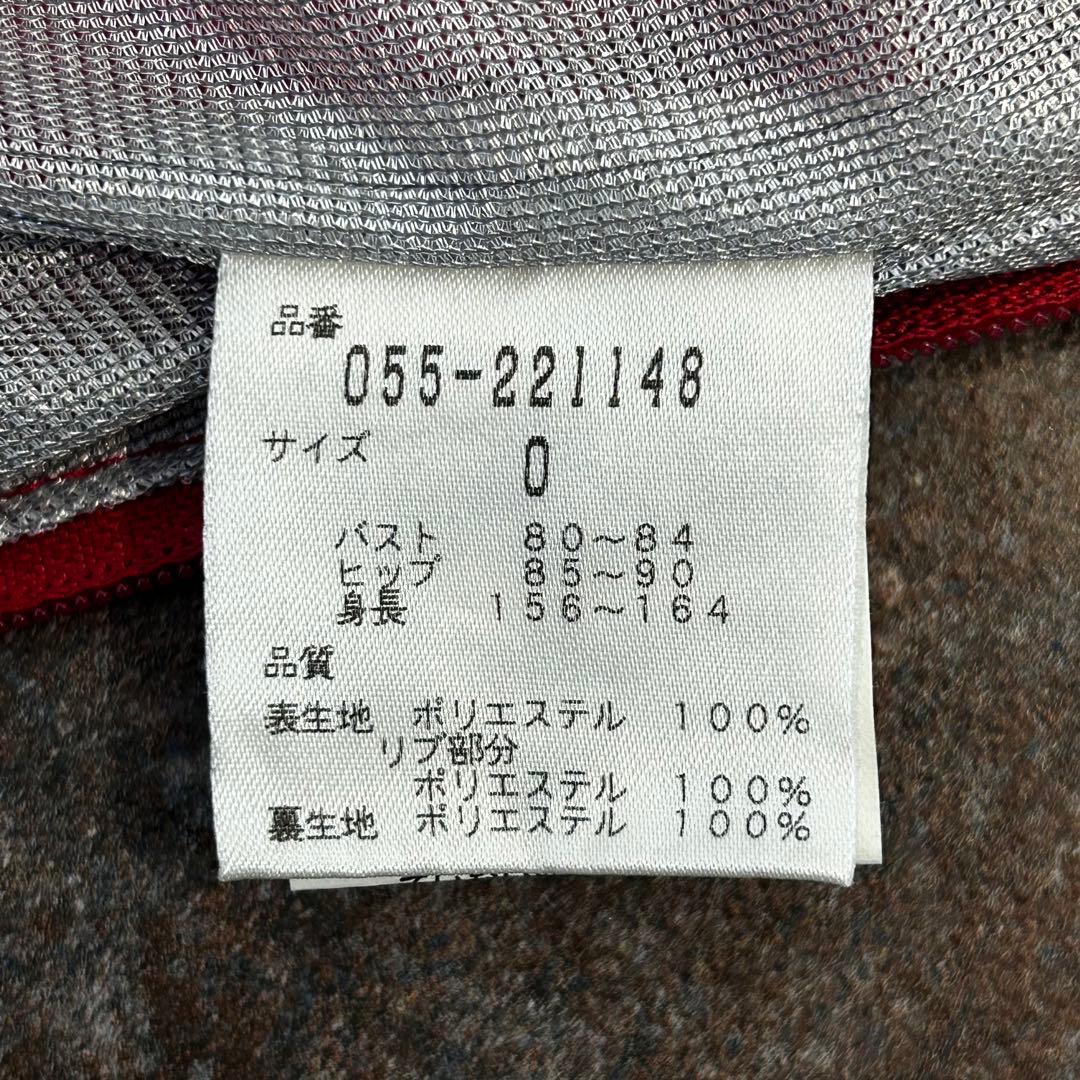 品番
055-221148
サイズ 0
バスト 80～84
ヒップ 85～90
身長 156～164
品質
表生地 ポリエステル 100%
リブ部分
ポリエステル 100%
裏生地 ポリエステル 100%